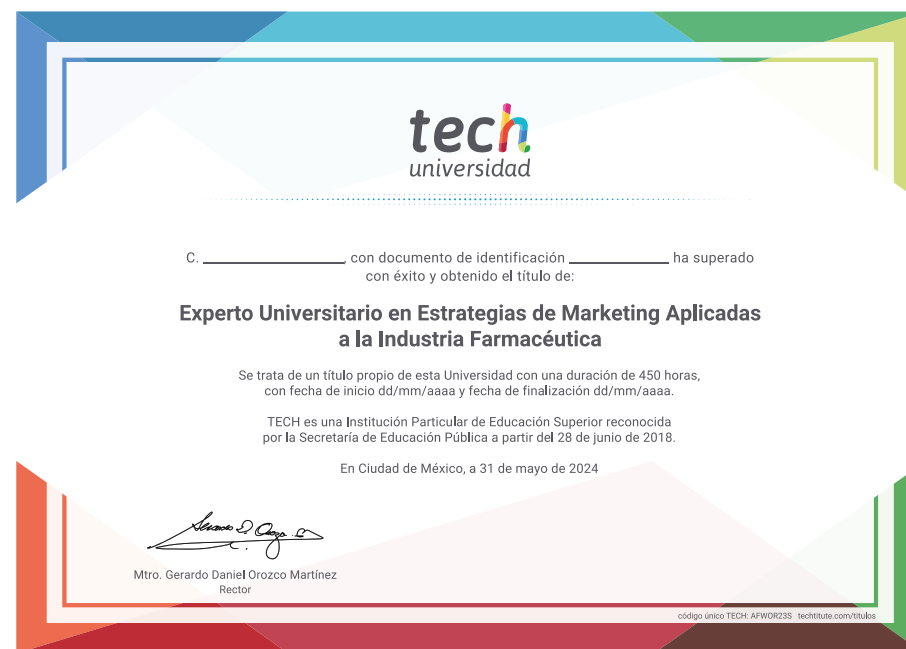 tech
universidad
C. ____________________, con documento de identificación ______________ ha superado
con éxito y obtenido el título de:
Experto Universitario en Estrategias de Marketing Aplicadas
a la Industria Farmacéutica
Se trata de un título propio de esta Universidad con una duración de 450 horas,
con fecha de inicio dd/mm/aaaa y fecha de finalización dd/mm/aaaa.
TECH es una Institución Particular de Educación Superior reconocida
por la Secretaría de Educación Pública a partir del 28 de junio de 2018.
En Ciudad de México, a 31 de mayo de 2024
Mtro. Gerardo Daniel Orozco Martínez
Rector
código único TECH: AFWOR23S techtitute.com/titulos